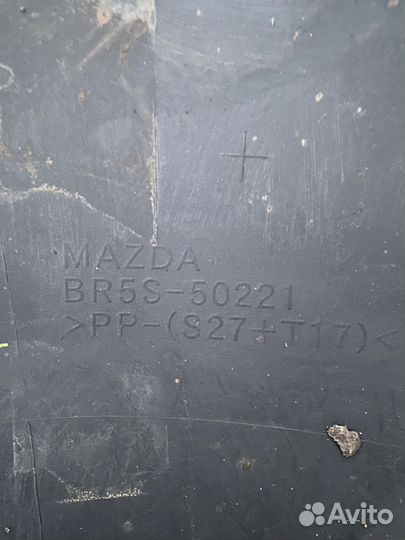 MAZDA
BR5S-50221
>PP-(S27+T17)<
Avito